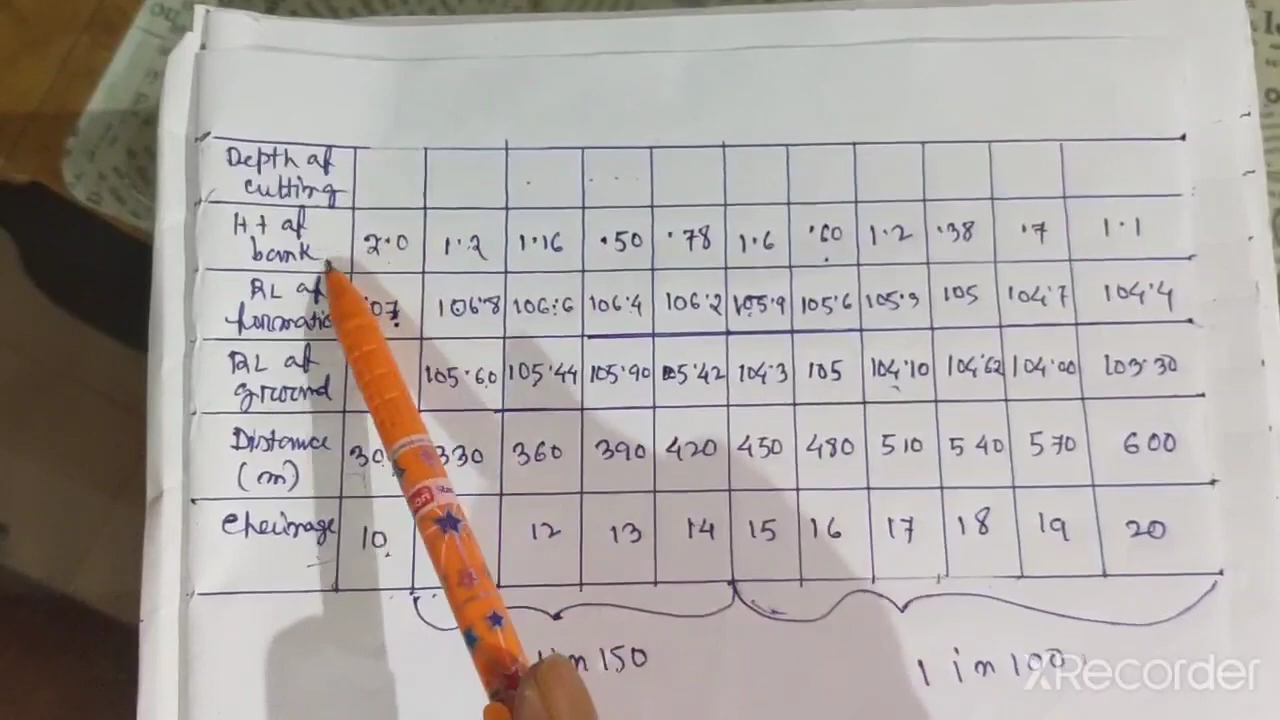 Depth of
cutting
Ht of
bank 2.0 1.2 1.16 .50 .78 1.6 .60 1.2 .38 .7 1.1
RL of
formatio 07 106.8 106.6 106.4 106.2 105.9 105.6 105.3 105 104.7 104.4
RL of
ground 105.60 105.44 105.90 105.42 104.3 105 104.10 104.62 104.00 103.30
Distance
(m) 30 330 360 390 420 450 480 510 540 570 600
Chainage 10 12 13 14 15 16 17 18 19 20
in 150 1 in 100
XRecorder